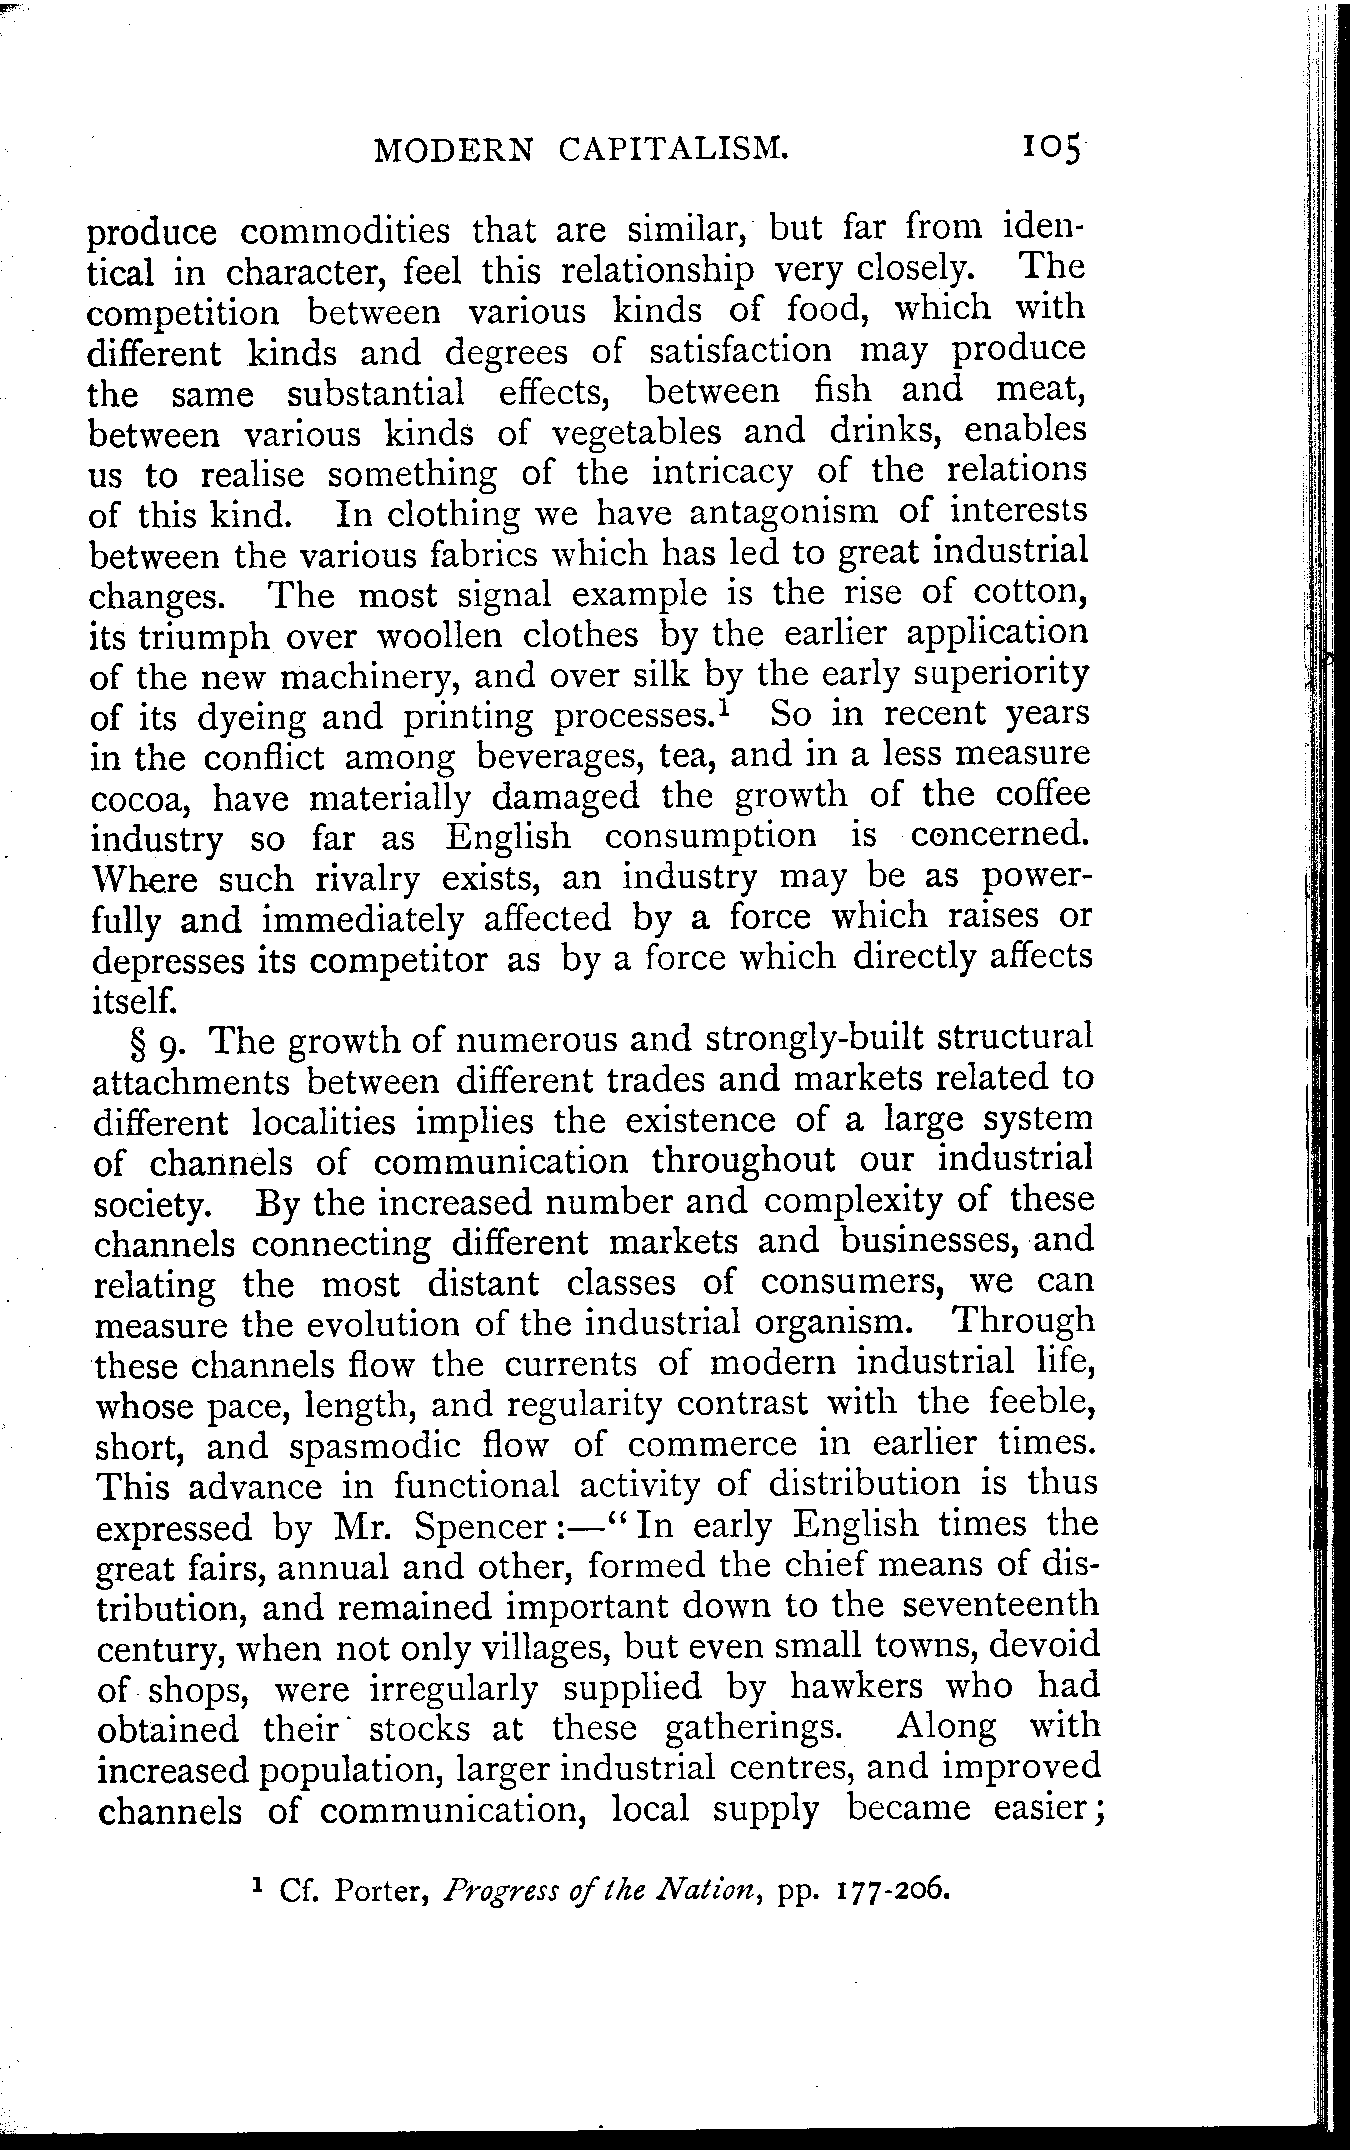 MODERN CAPITALISM. 105
produce commodities that are similar, but far from iden-
tical in character, feel this relationship very closely. The
competition between various kinds of food, which with
different kinds and degrees of satisfaction may produce
the same substantial effects, between fish and meat,
between various kinds of vegetables and drinks, enables
us to realise something of the intricacy of the relations
of this kind. In clothing we have antagonism of interests
between the various fabrics which has led to great industrial
changes. The most signal example is the rise of cotton,
its triumph over woollen clothes by the earlier application
of the new machinery, and over silk by the early superiority
of its dyeing and printing processes.¹ So in recent years
in the conflict among beverages, tea, and in a less measure
cocoa, have materially damaged the growth of the coffee
industry so far as English consumption is concerned.
Where such rivalry exists, an industry may be as power-
fully and immediately affected by a force which raises or
depresses its competitor as by a force which directly affects
itself.
§ 9. The growth of numerous and strongly-built structural
attachments between different trades and markets related to
different localities implies the existence of a large system
of channels of communication throughout our industrial
society. By the increased number and complexity of these
channels connecting different markets and businesses, and
relating the most distant classes of consumers, we can
measure the evolution of the industrial organism. Through
these channels flow the currents of modern industrial life,
whose pace, length, and regularity contrast with the feeble,
short, and spasmodic flow of commerce in earlier times.
This advance in functional activity of distribution is thus
expressed by Mr. Spencer:—“In early English times the
great fairs, annual and other, formed the chief means of dis-
tribution, and remained important down to the seventeenth
century, when not only villages, but even small towns, devoid
of shops, were irregularly supplied by hawkers who had
obtained their stocks at these gatherings. Along with
increased population, larger industrial centres, and improved
channels of communication, local supply became easier;
¹ Cf. Porter, Progress of the Nation, pp. 177-206.